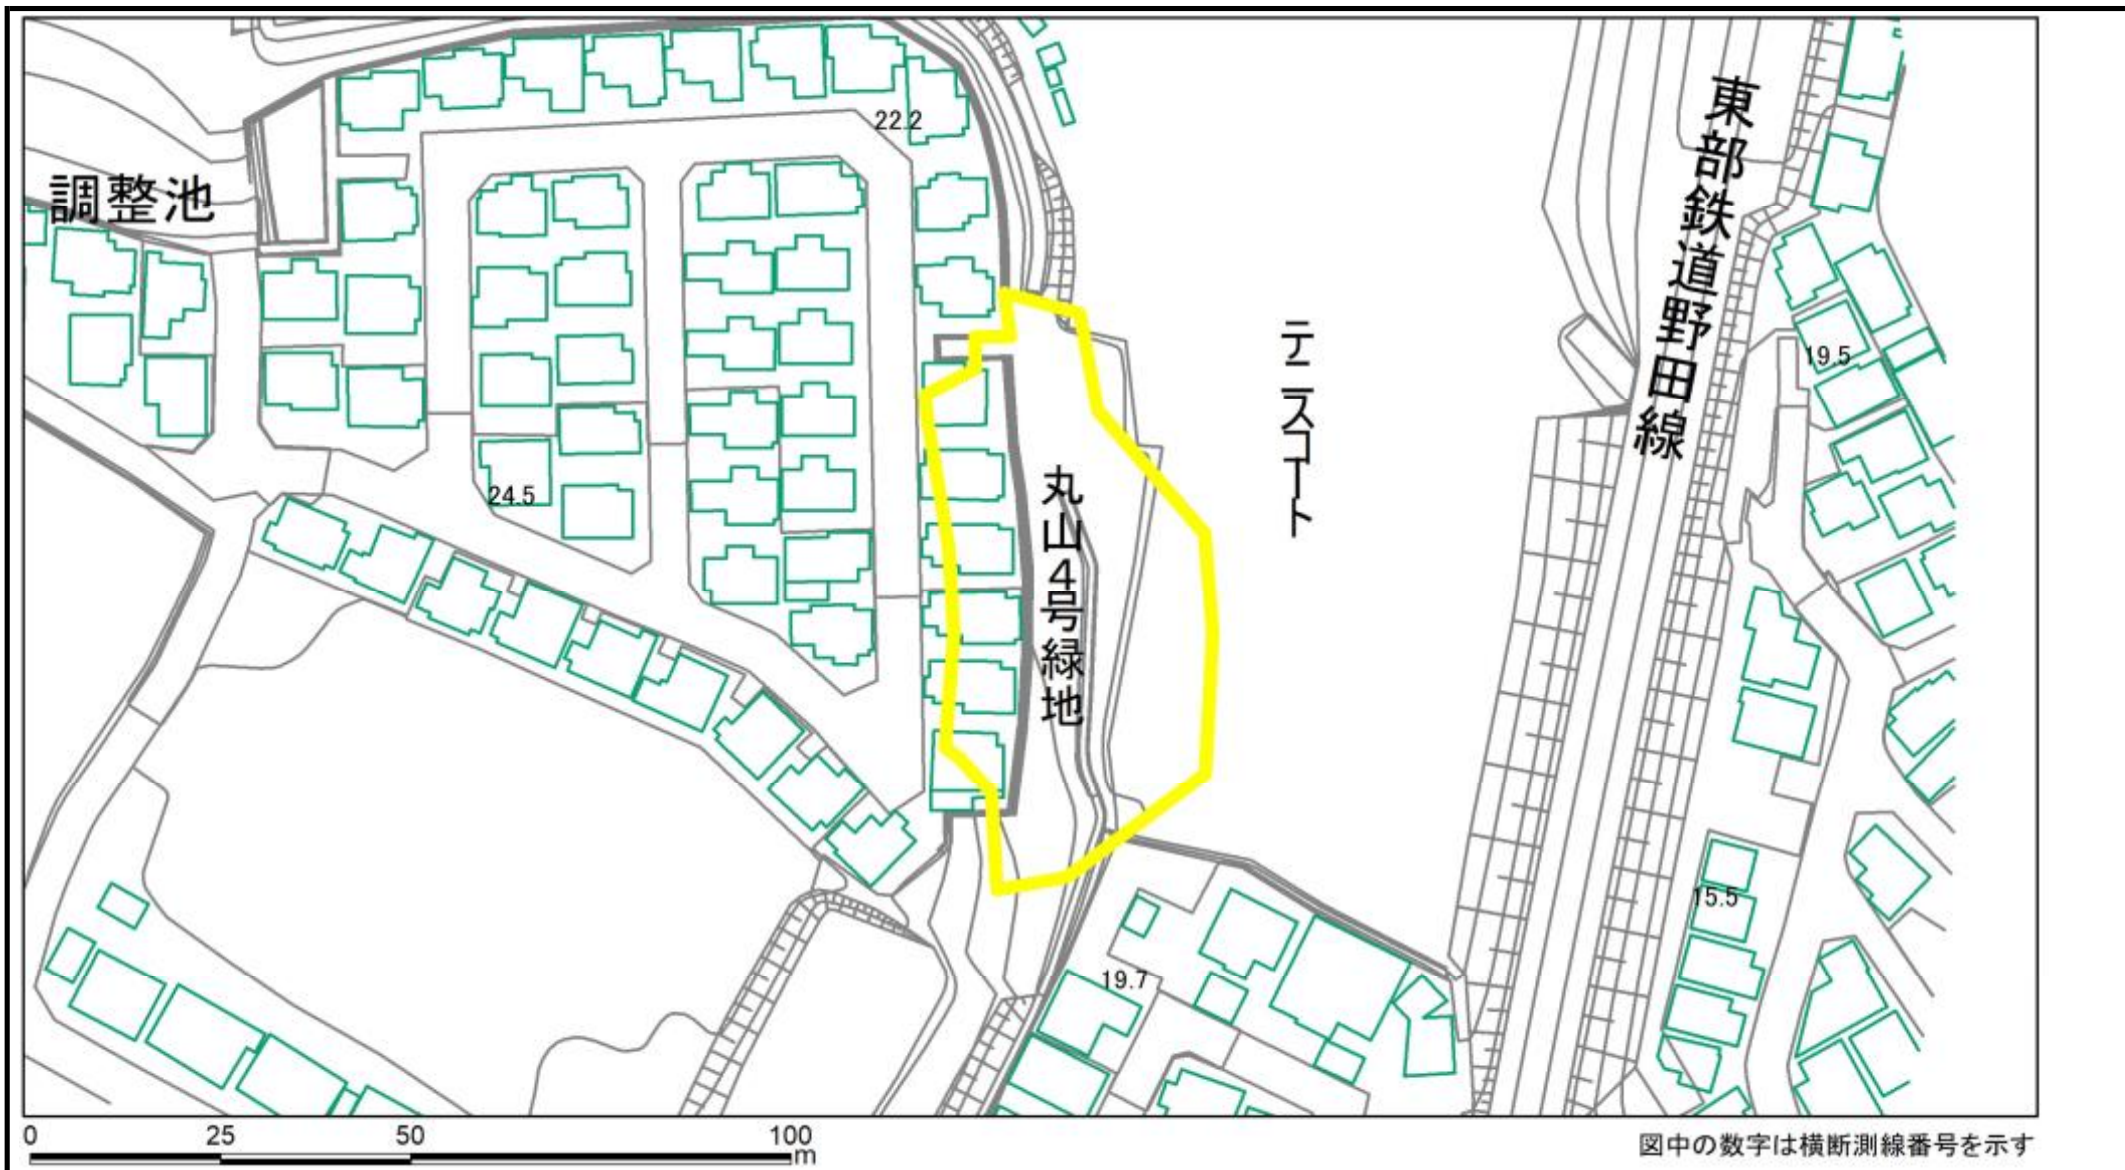 22.2
調整池
東部鉄道野田線
テニスコート
19.5
24.5
丸山4号緑地
15.5
19.7
0 25 50 100
m
図中の数字は横断測線番号を示す